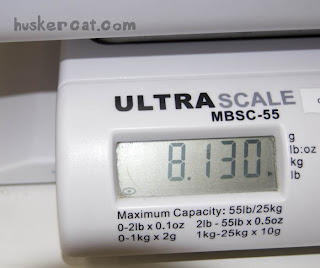 huskercat.com
ULTRASCALE
MBSC-55
8.130
g
lb:oz
kg
lb
Maximum Capacity: 55lb/25kg
0-2lb x 0.1oz 2lb - 55lb x 0.5oz
0-1kg x 2g 1kg-25kg x 10g